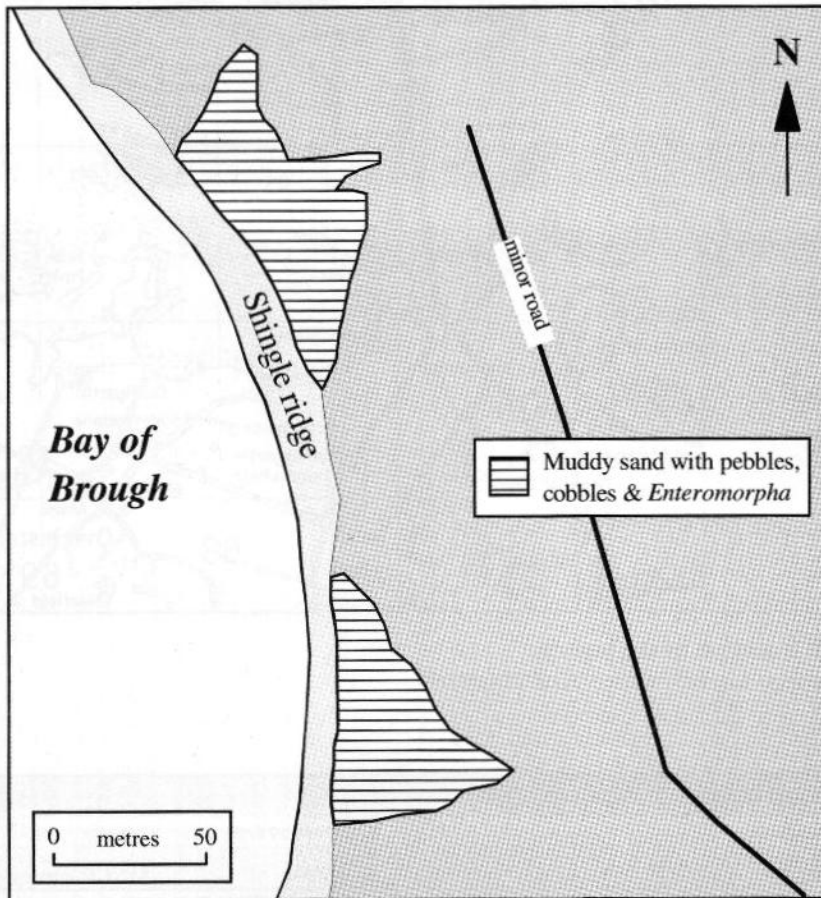 N
minor road
Shingle ridge
Bay of
Brough
Muddy sand with pebbles,
cobbles & Enteromorpha
0 metres 50